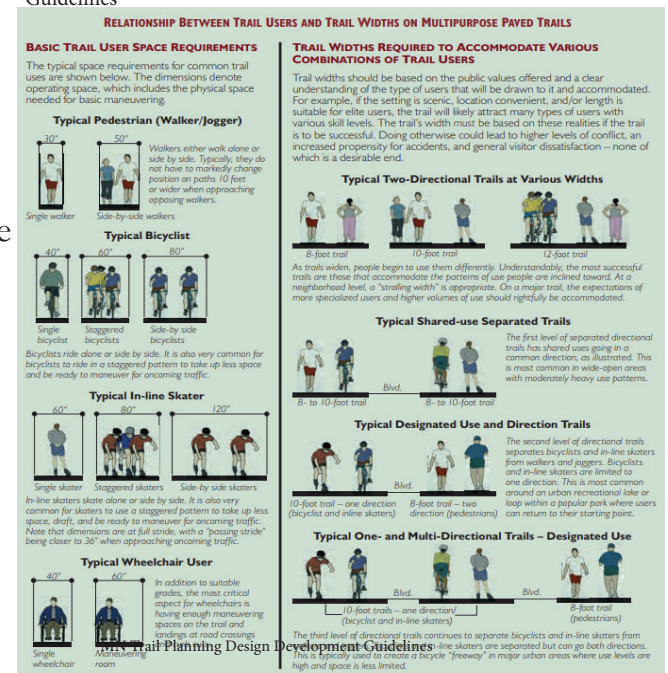 Guidelines
RELATIONSHIP BETWEEN TRAIL USERS AND TRAIL WIDTHS ON MULTIPURPOSE PAVED TRAILS
BASIC TRAIL USER SPACE REQUIREMENTS
The typical space requirements for common trail
uses are shown below. The dimensions denote
operating space, which includes the physical space
needed for basic maneuvering.
Typical Pedestrian (Walker/Jogger)
30" 50"
Walkers either walk alone or
side by side. Typically, they do
not have to markedly change
position on paths 10 feet
or wider when approaching
opposing walkers.
Single walker Side-by-side walkers
e
Typical Bicyclist
40" 60" 80"
Single bicyclist
Staggered bicyclists
Side-by side bicyclists
Bicyclists ride alone or side by side. It is also very common for
bicyclists to ride in a staggered pattern to take up less space
and be ready to maneuver for oncoming traffic.
Typical In-line Skater
60" 80" 120"
Single skater Staggered skaters Side-by-side skaters
In-line skaters skate alone or side by side. It is also very
common for skaters to use a staggered pattern to take up less
space, draft, and be ready to maneuver for oncoming traffic.
Note that dimensions are at full stride, with a "passing stride"
being closer to 36" when approaching oncoming traffic.
Typical Wheelchair User
40" 60"
In addition to suitable
grades, the most critical
aspect for wheelchairs is
having enough maneuvering
spaces on the trail and
landings at road crossings
Single wheelchair
Maneuvering room
TRAIL WIDTHS REQUIRED TO ACCOMMODATE VARIOUS
COMBINATIONS OF TRAIL USERS
Trail widths should be based on the public values offered and a clear
understanding of the type of users that will be drawn to it and accommodated.
For example, if the setting is scenic, location convenient, and/or length is
suitable for elite users, the trail will likely attract many types of users with
various skill levels. The trail's width must be based on these realities if the trail
is to be successful. Doing otherwise could lead to higher levels of conflict, an
increased propensity for accidents, and general visitor dissatisfaction – none of
which is a desirable end.
Typical Two-Directional Trails at Various Widths
8-foot trail 10-foot trail 12-foot trail
As trails widen, people begin to use them differently. Understandably, the most successful
trails are those that accommodate the patterns of use people are inclined toward. At a
neighborhood level, a "strolling width" is appropriate. On a major trail, the expectations of
more specialized users and higher volumes of use should rightfully be accommodated.
Typical Shared-use Separated Trails
The first level of separated directional
trails has shared uses going in a
common direction, as illustrated. This
is most common in wide-open areas
with moderately heavy use patterns.
Blvd.
8- to 10-foot trail 8- to 10-foot trail
Typical Designated Use and Direction Trails
The second level of directional trails
separates bicyclists and in-line skaters
from walkers and joggers. Bicyclists
and in-line skaters are limited to
one direction. This is most common
around an urban recreational lake or
loop within a popular park where users
can return to their starting point.
Blvd.
10-foot trail – one direction (bicyclist and inline skaters)
8-foot trail – two direction (pedestrians)
Typical One- and Multi-Directional Trails – Designated Use
Blvd. Blvd.
10-foot trails – one direction/ (bicyclist and in-line skaters)
8-foot trail (pedestrians)
The third level of directional trails continues to separate bicyclists and in-line skaters from
in-line skaters are separated but can go both directions.
This is typically used to create a bicycle "freeway" in major urban areas where use levels are
high and space is less limited.
MN Trail Planning Design Development Guidelines